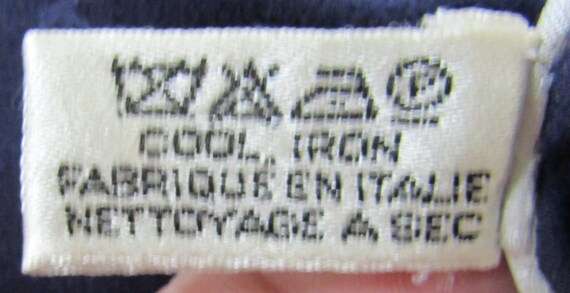 P
COOL, IRON
FABRIQUE EN ITALIE
NETTOYAGE A SEC